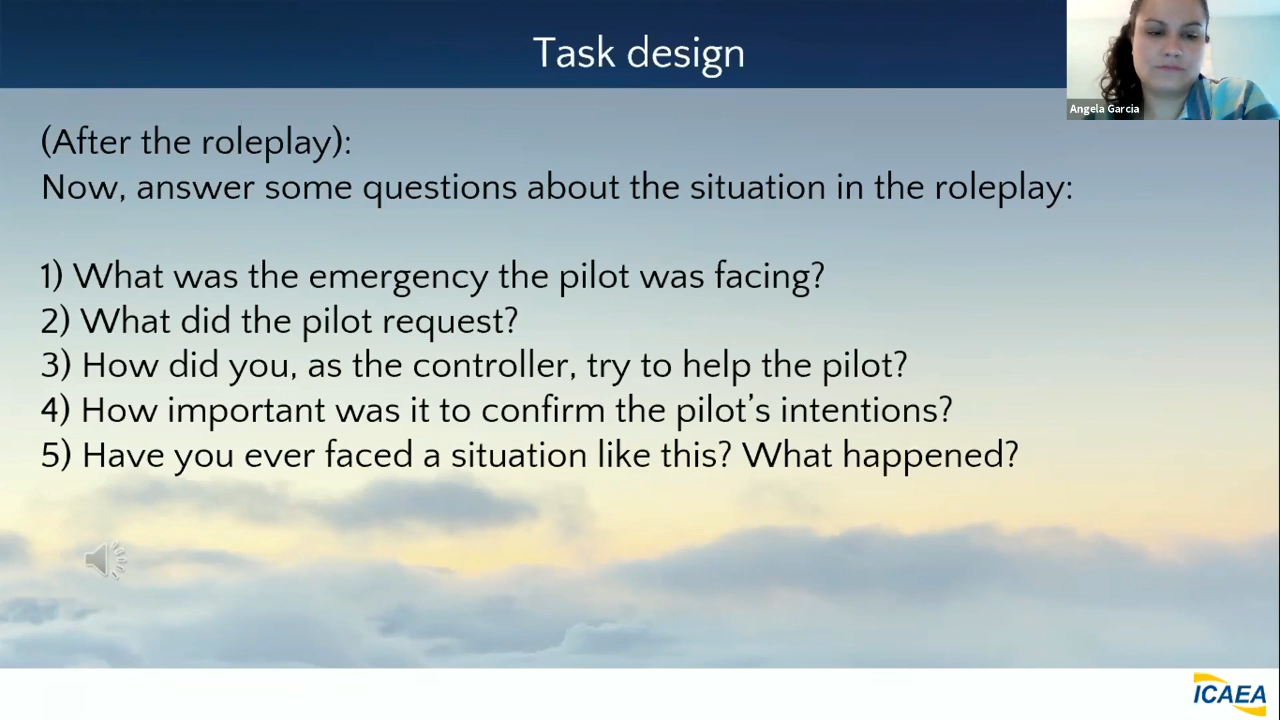 Task design
Angela Garcia
(After the roleplay):
Now, answer some questions about the situation in the roleplay:
1) What was the emergency the pilot was facing?
2) What did the pilot request?
3) How did you, as the controller, try to help the pilot?
4) How important was it to confirm the pilot’s intentions?
5) Have you ever faced a situation like this? What happened?
ICAEA